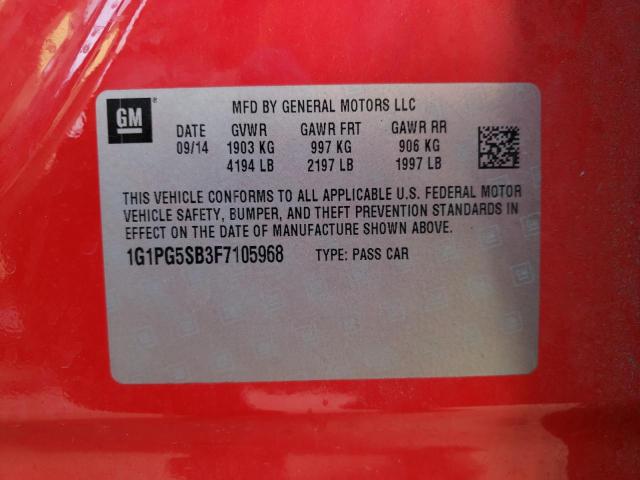 GM
MFD BY GENERAL MOTORS LLC
DATE GVWR GAWR FRT GAWR RR
09/14 1903 KG 997 KG 906 KG
4194 LB 2197 LB 1997 LB
THIS VEHICLE CONFORMS TO ALL APPLICABLE U.S. FEDERAL MOTOR
VEHICLE SAFETY, BUMPER, AND THEFT PREVENTION STANDARDS IN
EFFECT ON THE DATE OF MANUFACTURE SHOWN ABOVE.
1G1PG5SB3F7105968 TYPE: PASS CAR